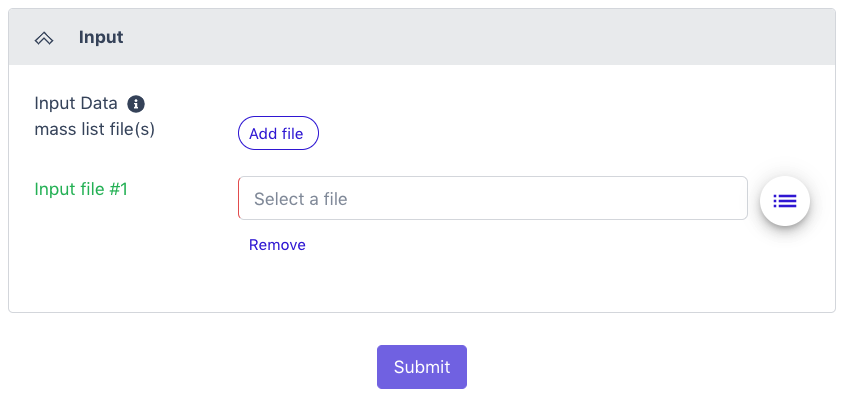 Input
Input Data
mass list file(s)
Add file
Input file #1
Select a file
Remove
Submit